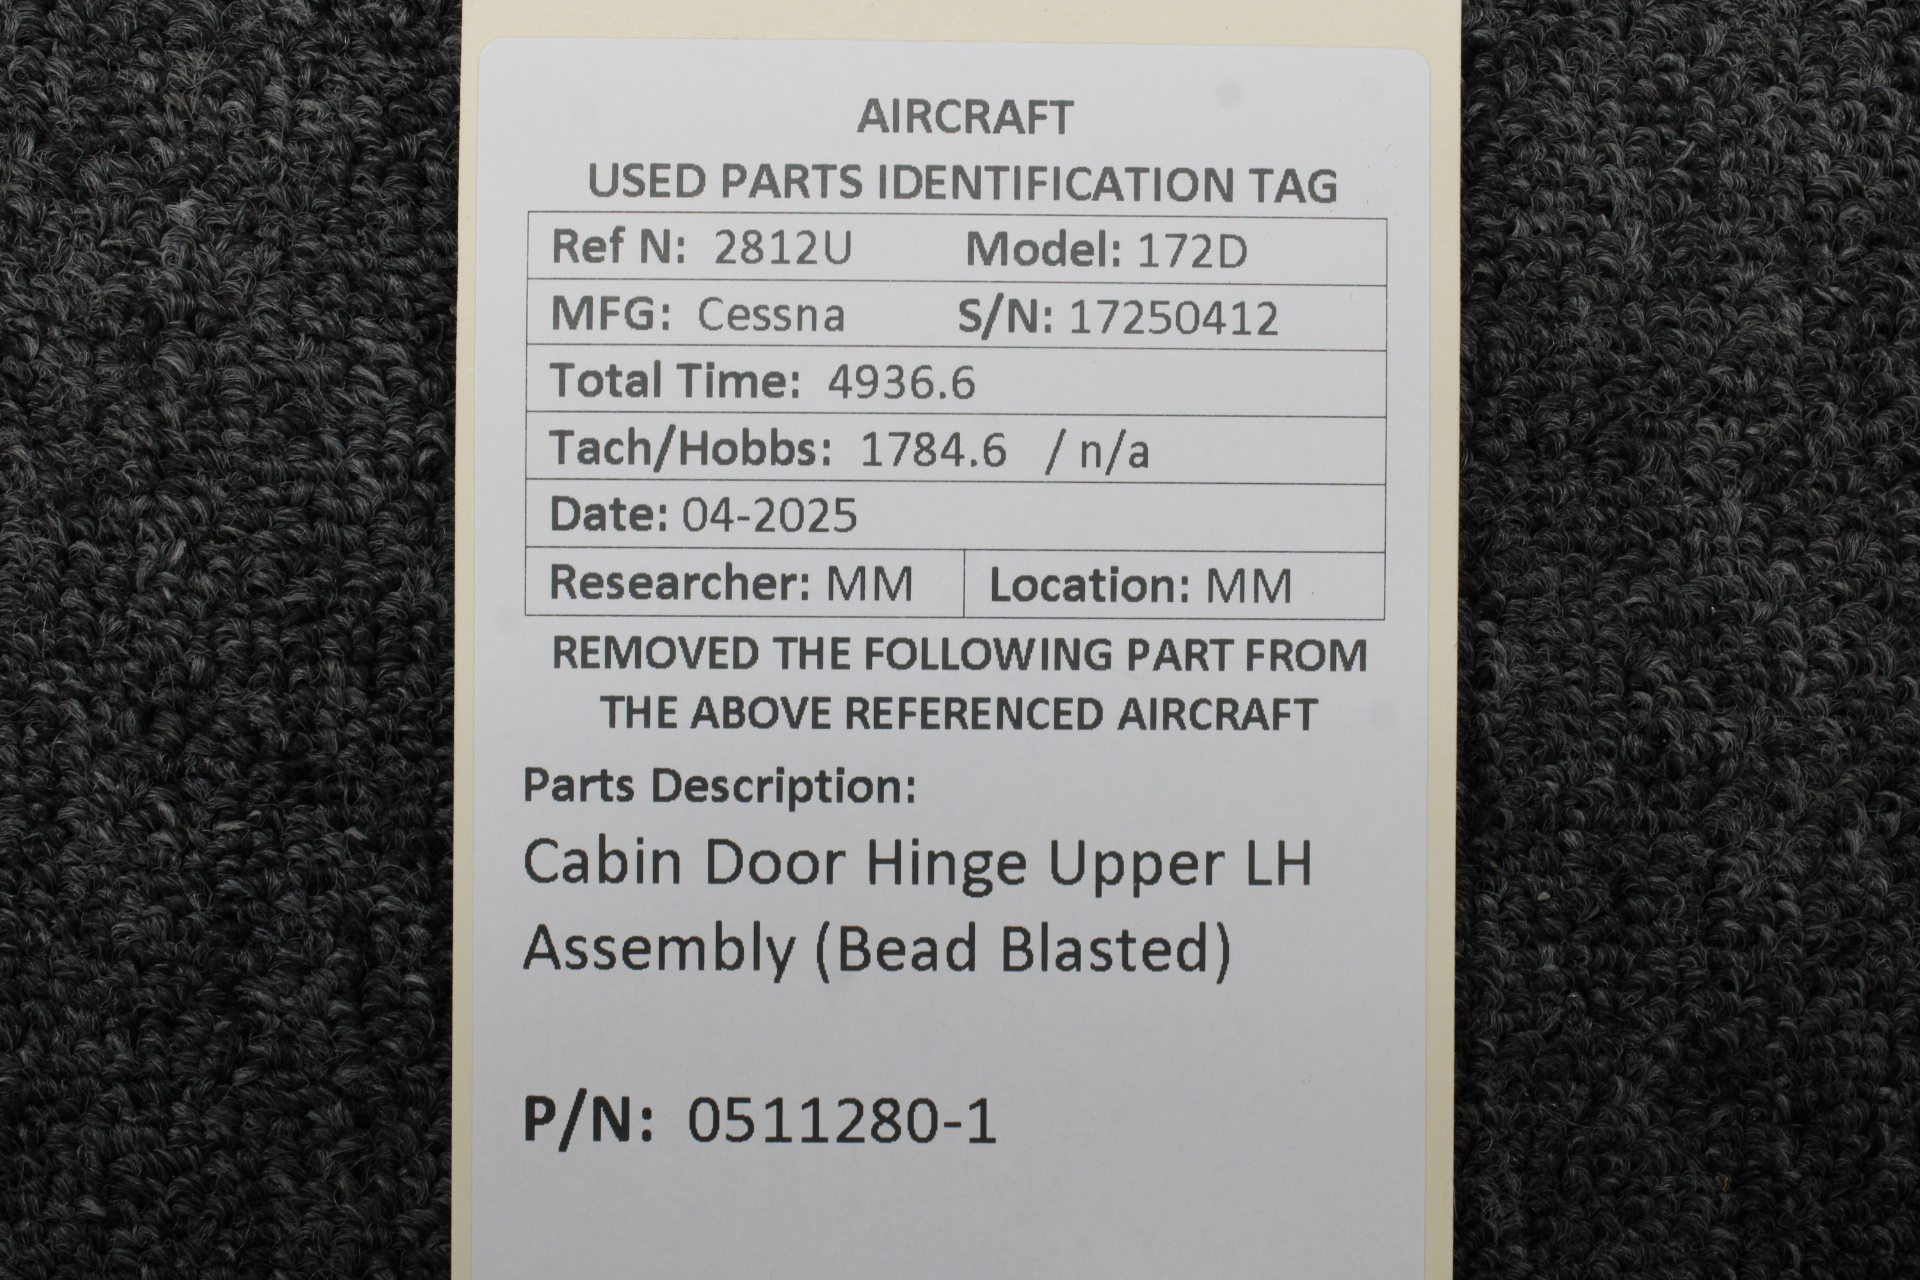 AIRCRAFT
USED PARTS IDENTIFICATION TAG
Ref N: 2812U Model: 172D
MFG: Cessna S/N: 17250412
Total Time: 4936.6
Tach/Hobbs: 1784.6 / n/a
Date: 04-2025
Researcher: MM Location: MM
REMOVED THE FOLLOWING PART FROM
THE ABOVE REFERENCED AIRCRAFT
Parts Description:
Cabin Door Hinge Upper LH
Assembly (Bead Blasted)
P/N: 0511280-1